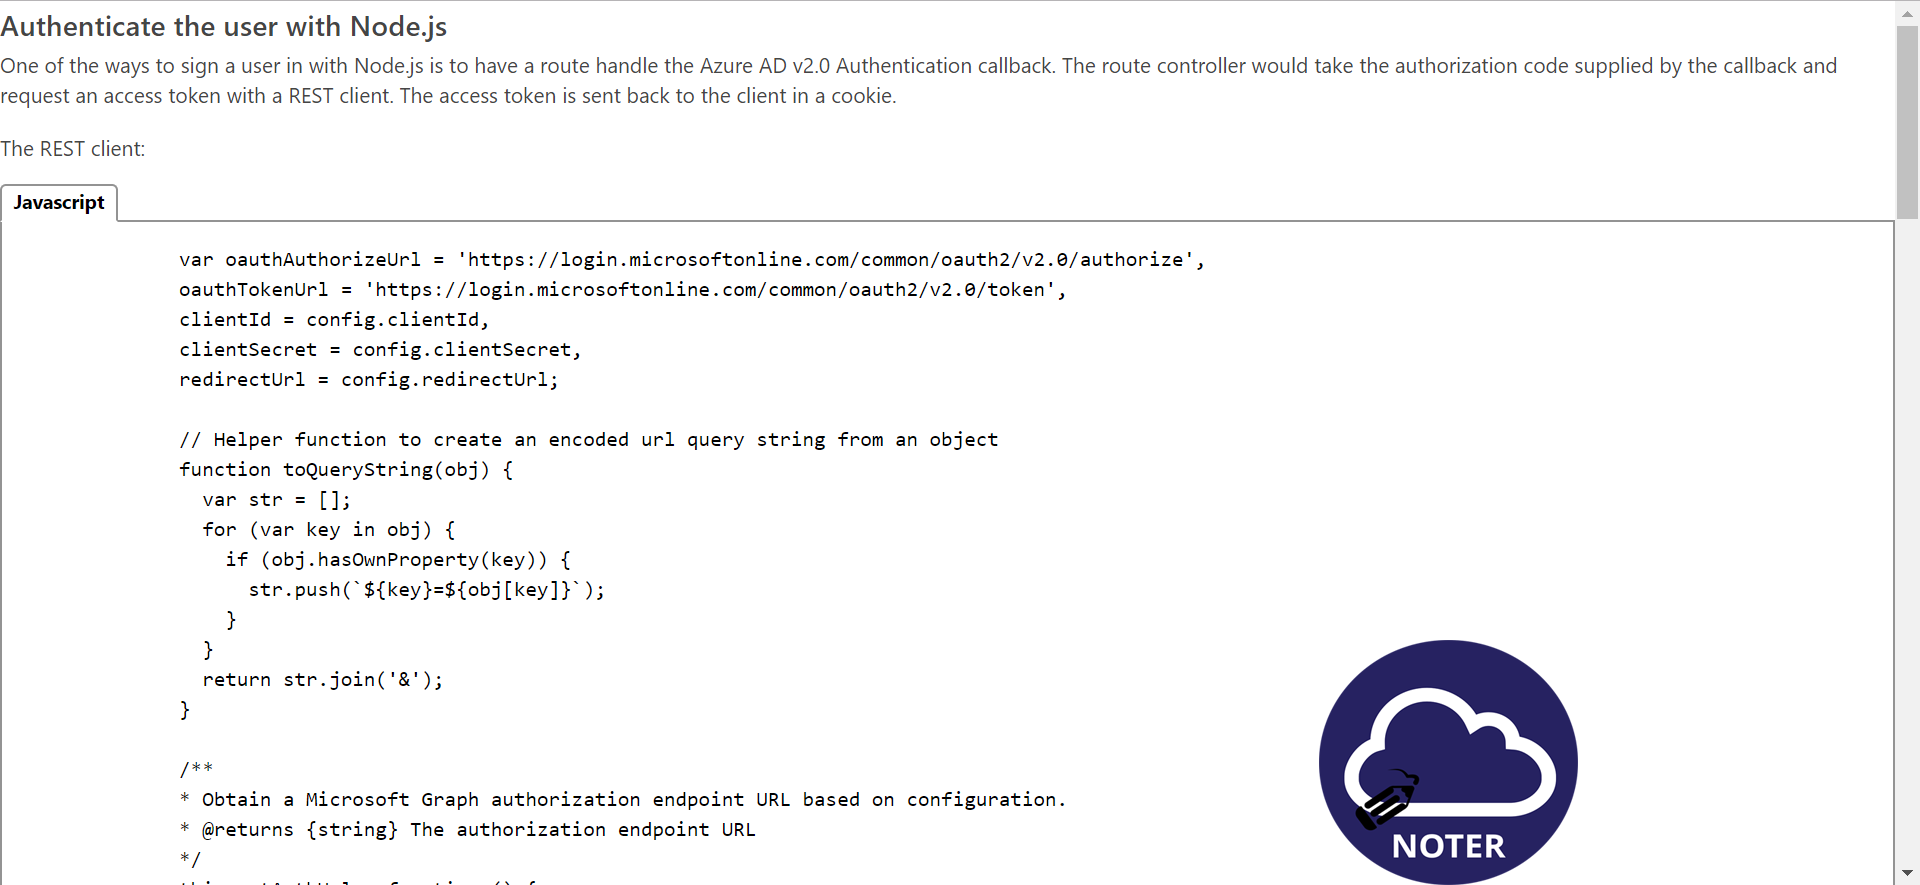 Authenticate the user with Node.js
One of the ways to sign a user in with Node.js is to have a route handle the Azure AD v2.0 Authentication callback. The route controller would take the authorization code supplied by the callback and
request an access token with a REST client. The access token is sent back to the client in a cookie.
The REST client:
Javascript
var oauthAuthorizeUrl = 'https://login.microsoftonline.com/common/oauth2/v2.0/authorize',
oauthTokenUrl = 'https://login.microsoftonline.com/common/oauth2/v2.0/token',
clientId = config.clientId,
clientSecret = config.clientSecret,
redirectUrl = config.redirectUrl;
// Helper function to create an encoded url query string from an object
function toQueryString(obj) {
  var str = [];
  for (var key in obj) {
    if (obj.hasOwnProperty(key)) {
      str.push(`${key}=${obj[key]}`);
    }
  }
  return str.join('&');
}
/**
* Obtain a Microsoft Graph authorization endpoint URL based on configuration.
* @returns {string} The authorization endpoint URL
*/
NOTER